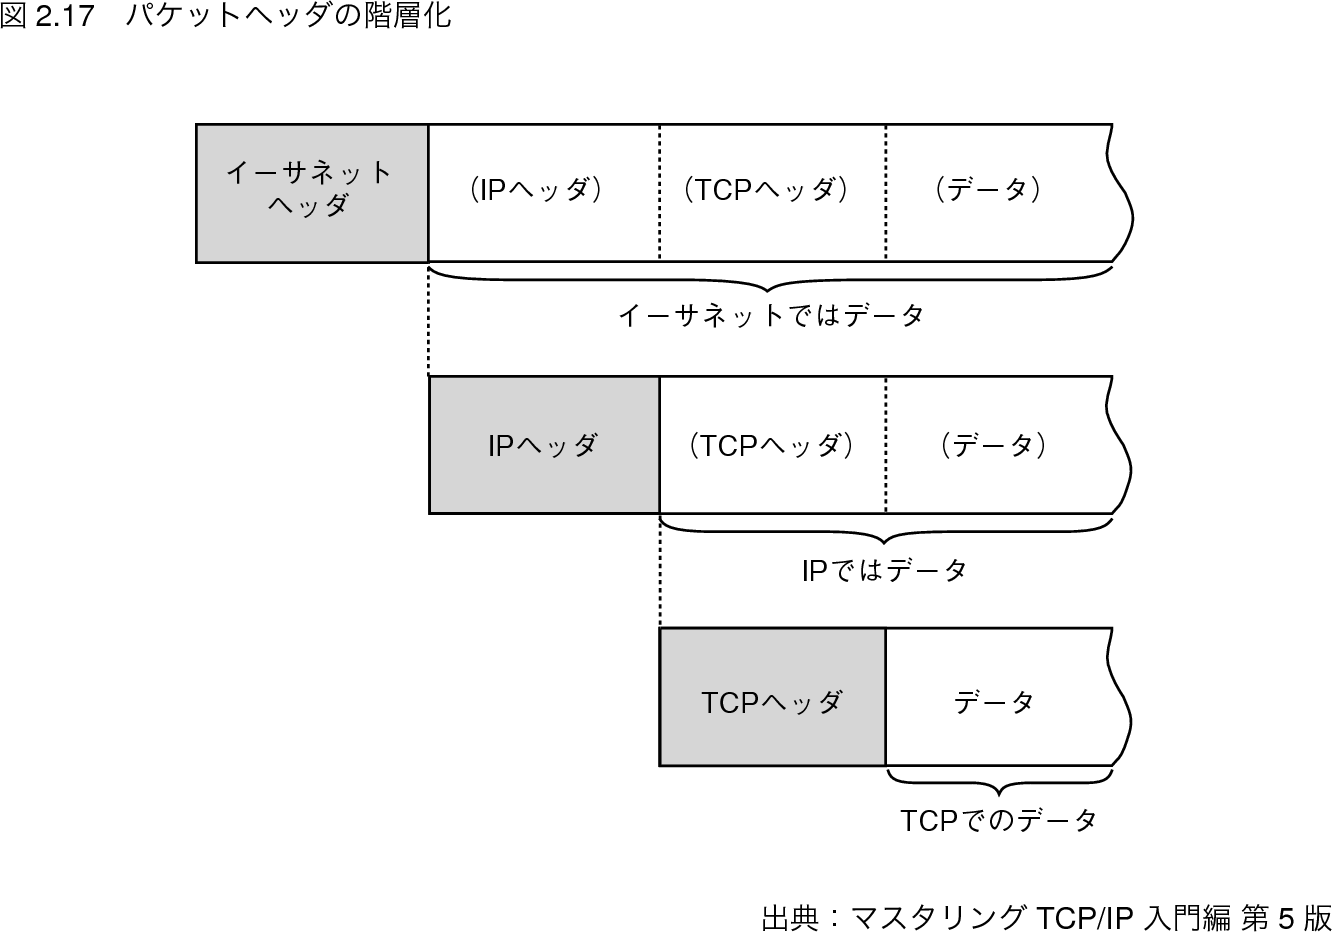 図 2.17　パケットヘッダの階層化
イーサネット
ヘッダ
（IPヘッダ）
（TCPヘッダ）
（データ）
イーサネットではデータ
IPヘッダ
（TCPヘッダ）
（データ）
IPではデータ
TCPヘッダ
データ
TCPでのデータ
出典：マスタリング TCP/IP 入門編 第 5 版